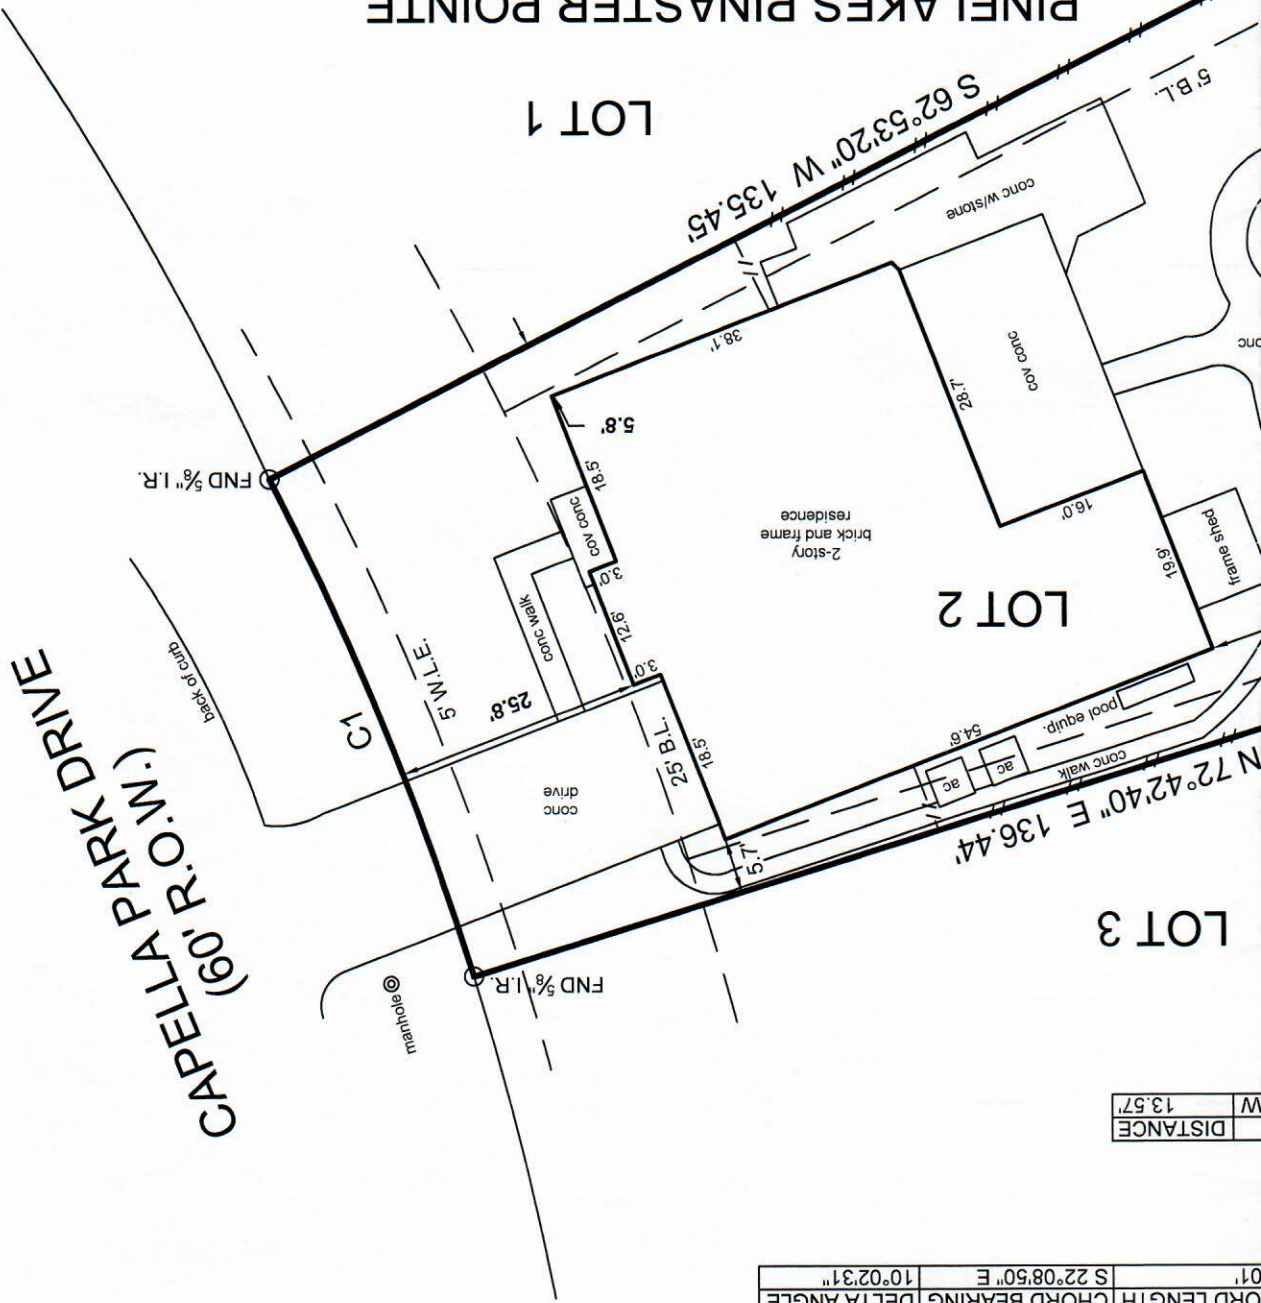 ORD LENGTH CHORD BEARING DELTA ANGLE
01' S 22°08'50" E 10°02'31"
DISTANCE
W 13.57'
LOT 3
manhole
FND 5/8" I.R.
CAPELLA PARK DRIVE
(60' R.O.W.)
N 72°42'40" E 136.44'
5.7'
conc walk
ac
ac
pool equip.
54.6'
conc drive
18.5'
25' B.L.
3.0'
25.8'
C1
5' W.L.E.
back of curb
LOT 2
12.6'
conc walk
3.0'
cov conc
18.5'
5.8'
2-story
brick and frame
residence
frame shed
19.9'
16.0'
28.7'
cov conc
38.1'
FND 5/8" I.R.
conc w/stone
S 62°53'20" W 135.45'
5' B.L.
LOT 1
PINELAKES PINASTER POINTE